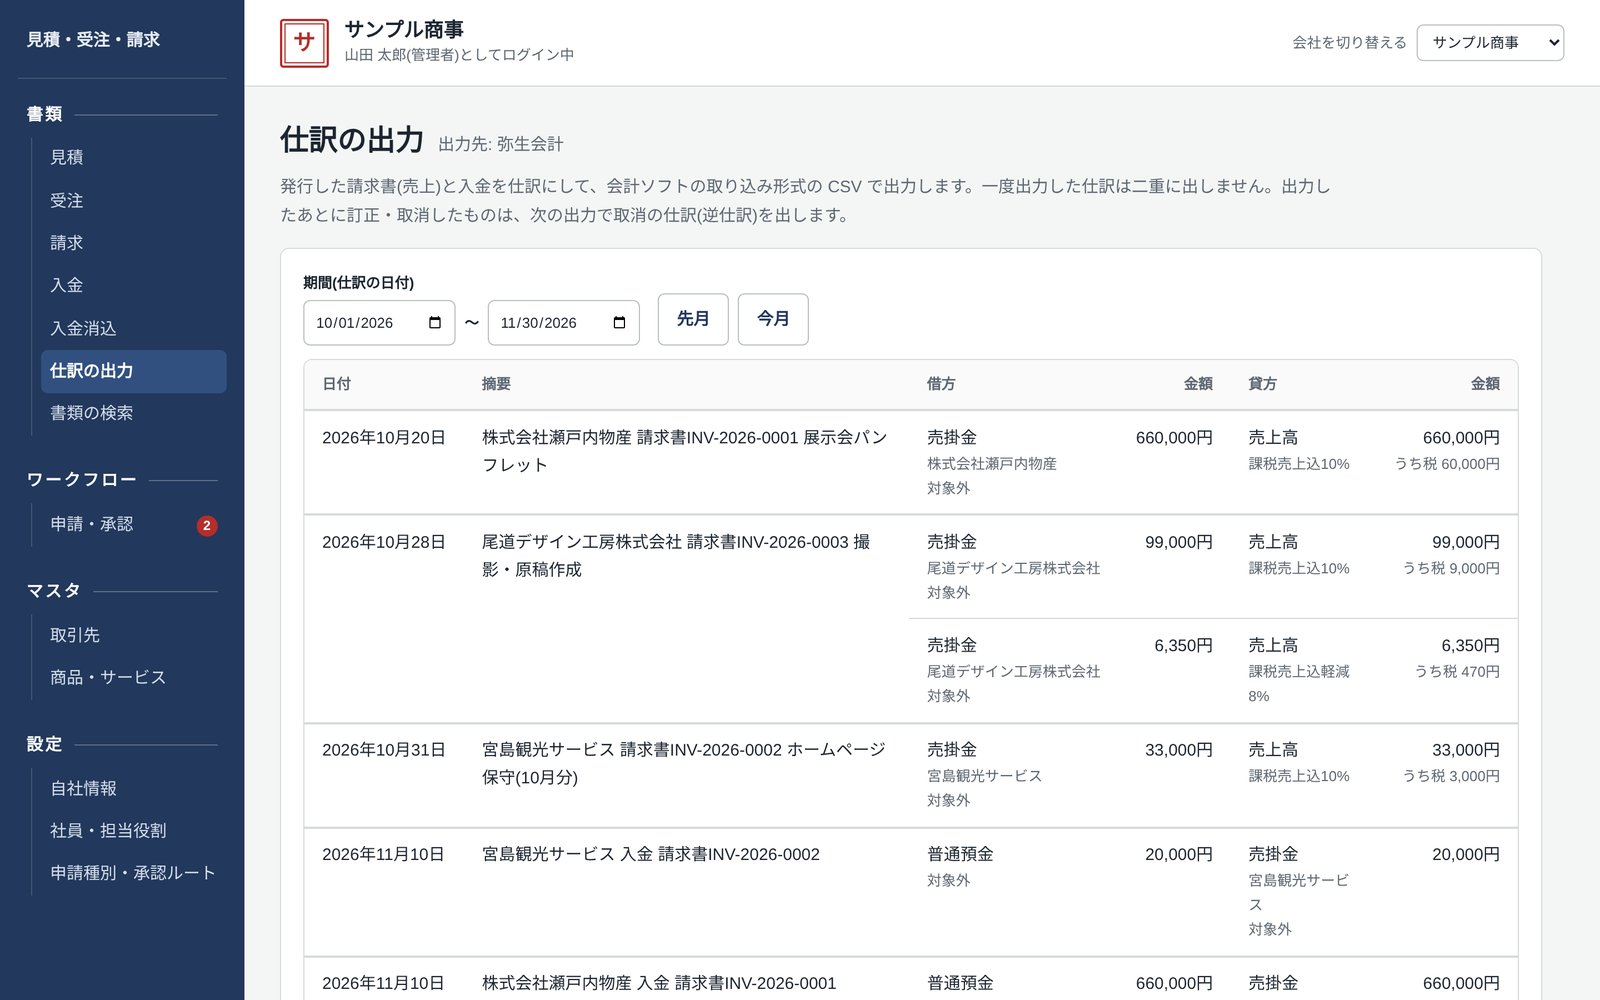 見積・受注・請求
書類
見積
受注
請求
入金
入金消込
仕訳の出力
書類の検索
ワークフロー
申請・承認 2
マスタ
取引先
商品・サービス
設定
自社情報
社員・担当役割
申請種別・承認ルート
サ
サンプル商事
山田 太郎(管理者)としてログイン中
会社を切り替える サンプル商事
仕訳の出力 出力先: 弥生会計
発行した請求書(売上)と入金を仕訳にして、会計ソフトの取り込み形式の CSV で出力します。一度出力した仕訳は二重に出しません。出力し
たあとに訂正・取消したものは、次の出力で取消の仕訳(逆仕訳)を出します。
期間(仕訳の日付)
10/01/2026 〜 11/30/2026 先月 今月
日付 摘要 借方 金額 貸方 金額
2026年10月20日 株式会社瀬戸内物産 請求書INV-2026-0001 展示会パン 売掛金 660,000円 売上高 660,000円
フレット 株式会社瀬戸内物産 課税売上込10% うち税 60,000円
対象外
2026年10月28日 尾道デザイン工房株式会社 請求書INV-2026-0003 撮 売掛金 99,000円 売上高 99,000円
影・原稿作成 尾道デザイン工房株式会社 課税売上込10% うち税 9,000円
対象外
売掛金 6,350円 売上高 6,350円
尾道デザイン工房株式会社 課税売上込軽減 うち税 470円
対象外 8%
2026年10月31日 宮島観光サービス 請求書INV-2026-0002 ホームページ 売掛金 33,000円 売上高 33,000円
保守(10月分) 宮島観光サービス 課税売上込10% うち税 3,000円
対象外
2026年11月10日 宮島観光サービス 入金 請求書INV-2026-0002 普通預金 20,000円 売掛金 20,000円
対象外 宮島観光サービ
ス
対象外
2026年11月10日 株式会社瀬戸内物産 入金 請求書INV-2026-0001 普通預金 660,000円 売掛金 660,000円